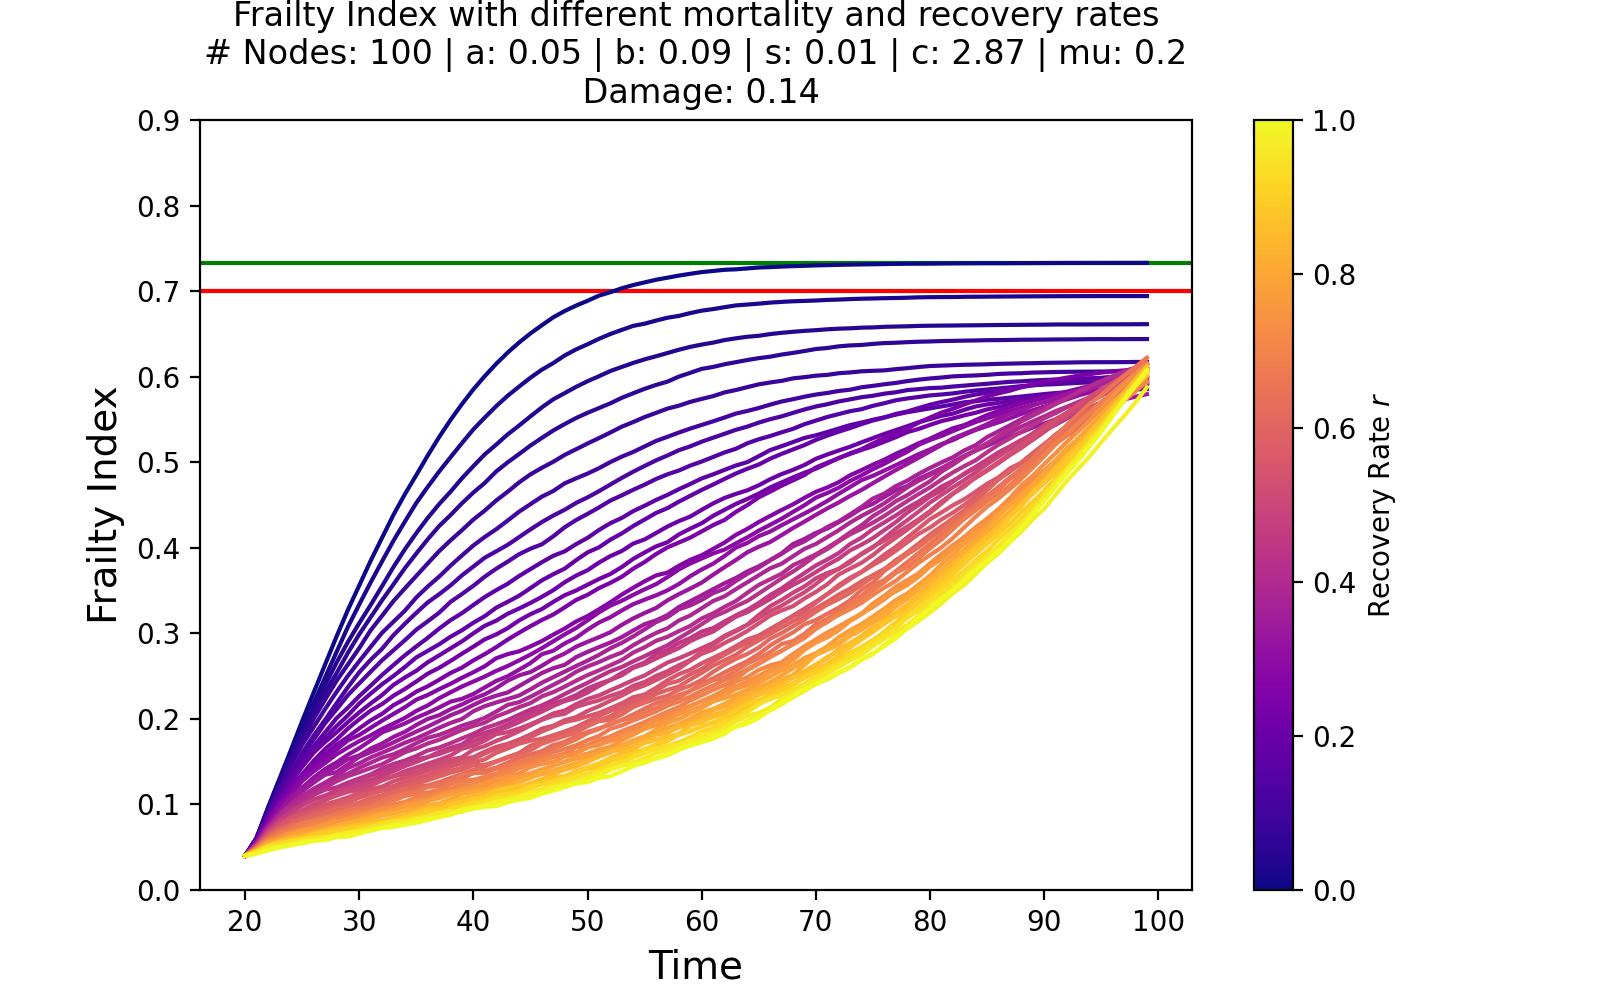 Frailty Index with different mortality and recovery rates
# Nodes: 100 | a: 0.05 | b: 0.09 | s: 0.01 | c: 2.87 | mu: 0.2
Damage: 0.14
0.9
0.8
0.7
0.6
0.5
0.4
0.3
0.2
0.1
0.0
Frailty Index
20 30 40 50 60 70 80 90 100
Time
1.0
0.8
0.6
0.4
0.2
0.0
Recovery Rate r